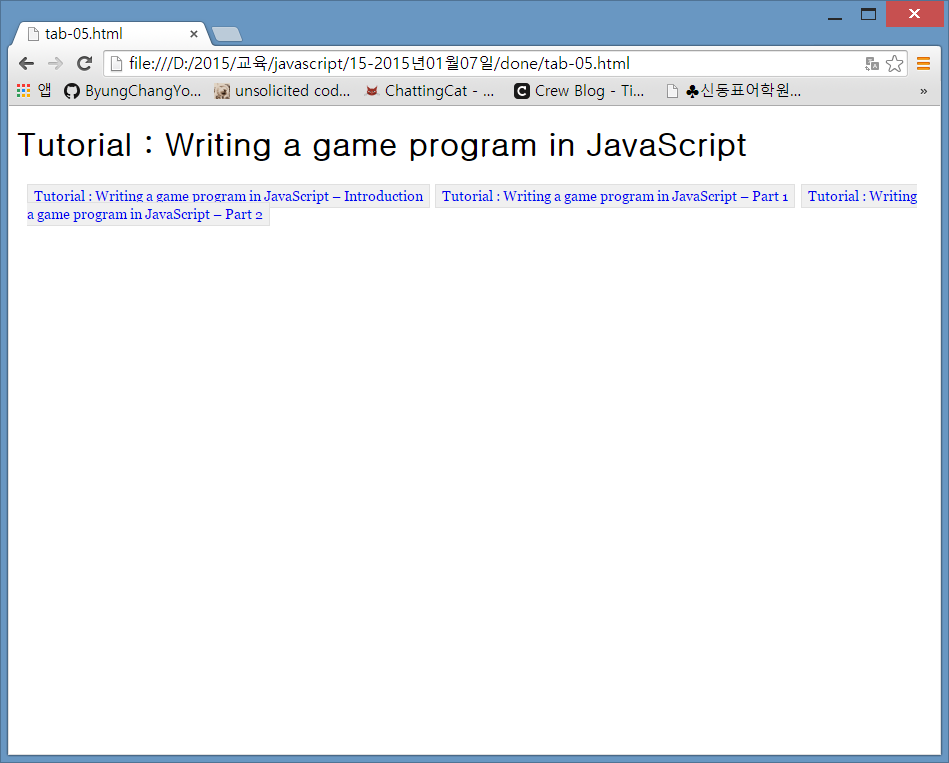 tab-05.html
file:///D:/2015/교육/javascript/15-2015년01월07일/done/tab-05.html
앱 ByungChangYo... unsolicited cod... ChattingCat - ... Crew Blog - Ti... ♣신동표어학원... »
Tutorial : Writing a game program in JavaScript
Tutorial : Writing a game program in JavaScript – Introduction Tutorial : Writing a game program in JavaScript – Part 1 Tutorial : Writing
a game program in JavaScript – Part 2